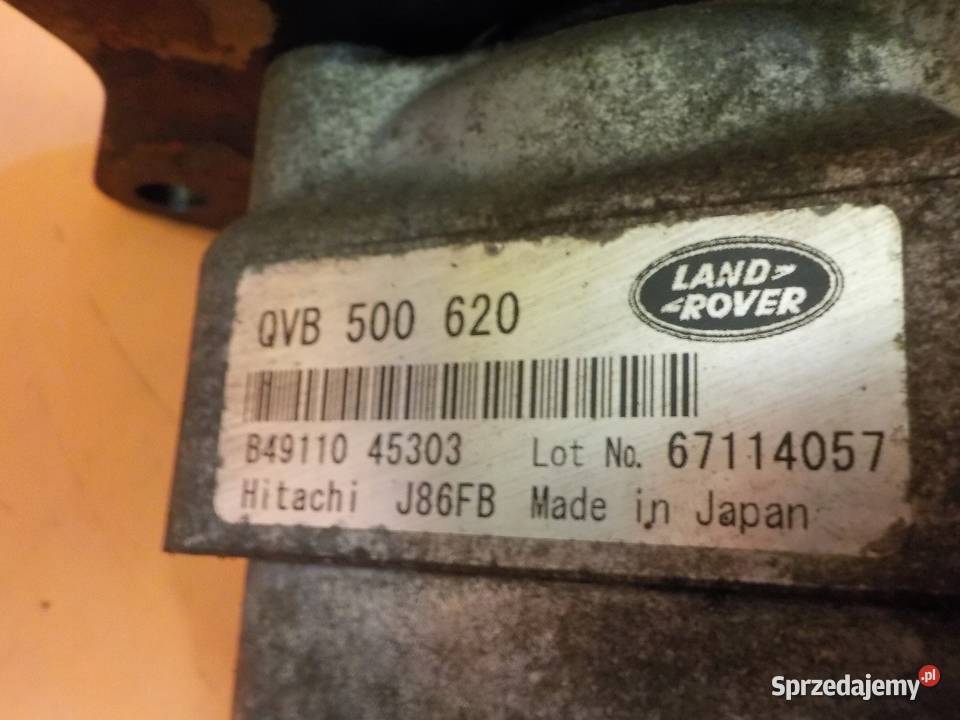 LAND
ROVER
QVB 500 620
B49110 45303 Lot No. 67114057
Hitachi J86FB Made in Japan
Sprzedajemy.pl